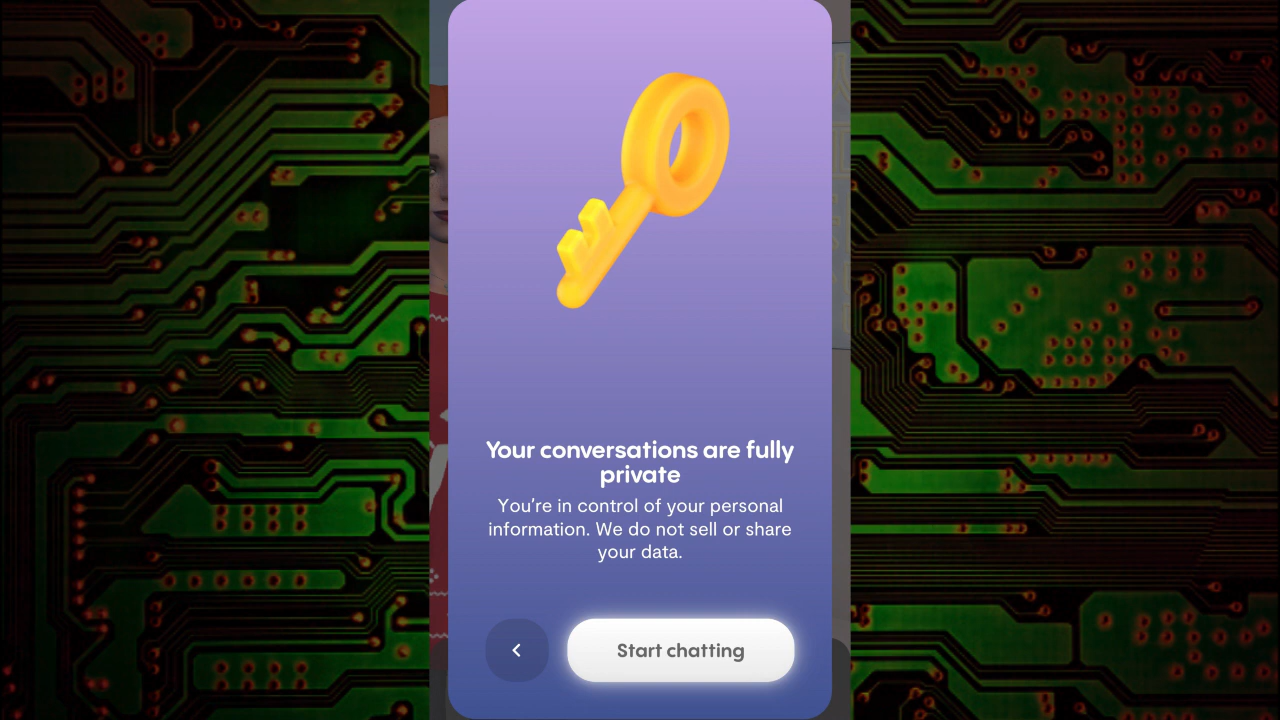 Your conversations are fully
private
You’re in control of your personal
information. We do not sell or share
your data.
Start chatting